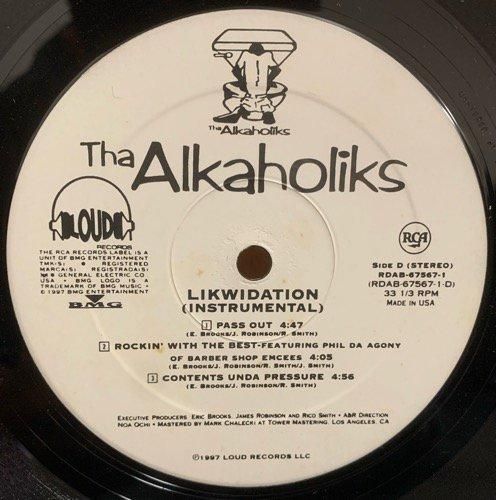 Tha Alkaholiks
Tha Alkaholiks
LOUD
RECORDS
THE RCA RECORDS LABEL IS A
UNIT OF BMG ENTERTAINMENT
TMK(S) ® REGISTERED
MARCA(S) REGISTRADA(S)
® GENERAL ELECTRIC CO.
BMG LOGO IS A
TRADEMARK OF BMG MUSIC •
© 1997 BMG ENTERTAINMENT
BMG
RCA
SIDE D (STEREO)
RDAB-67567-1
(RDAB-67567-1-D)
33 1/3 RPM
MADE IN USA
LIKWIDATION
(INSTRUMENTAL)
1 PASS OUT 4:47
(E. BROOKS/J. ROBINSON/R. SMITH)
2 ROCKIN' WITH THE BEST-FEATURING PHIL DA AGONY
OF BARBER SHOP EMCEES 4:05
(E. BROOKS/J. ROBINSON/R. SMITH/J. SMITH)
3 CONTENTS UNDA PRESSURE 4:56
(E. BROOKS/J. ROBINSON/R. SMITH)
EXECUTIVE PRODUCERS: ERIC BROOKS, JAMES ROBINSON AND RICO SMITH • A&R DIRECTION
NOA OCHI • MASTERED BY MARK CHALECKI AT TOWER MASTERING, LOS ANGELES, CA
Ⓟ©1997 LOUD RECORDS LLC